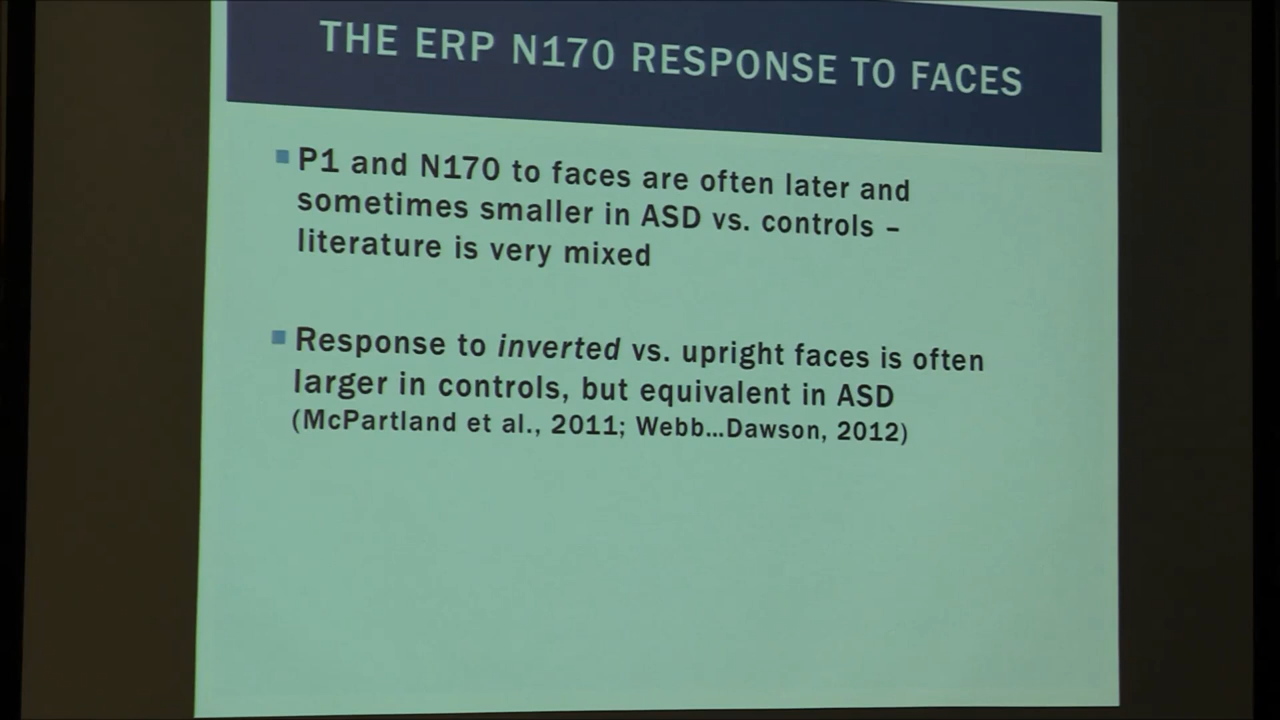 THE ERP N170 RESPONSE TO FACES
P1 and N170 to faces are often later and
sometimes smaller in ASD vs. controls –
literature is very mixed
Response to inverted vs. upright faces is often
larger in controls, but equivalent in ASD
(McPartland et al., 2011; Webb...Dawson, 2012)